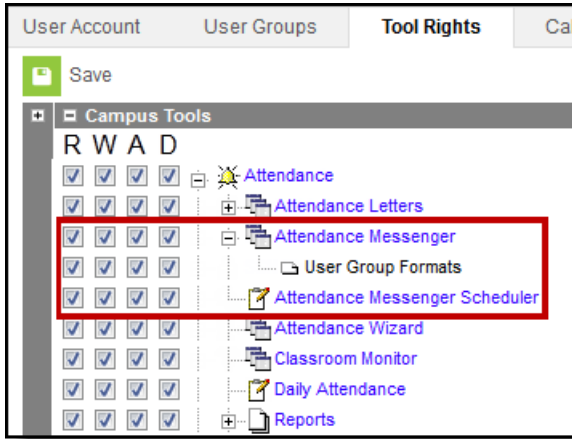 User Account User Groups Tool Rights Cal
Save
Campus Tools
R W A D
Attendance
Attendance Letters
Attendance Messenger
User Group Formats
Attendance Messenger Scheduler
Attendance Wizard
Classroom Monitor
Daily Attendance
Reports